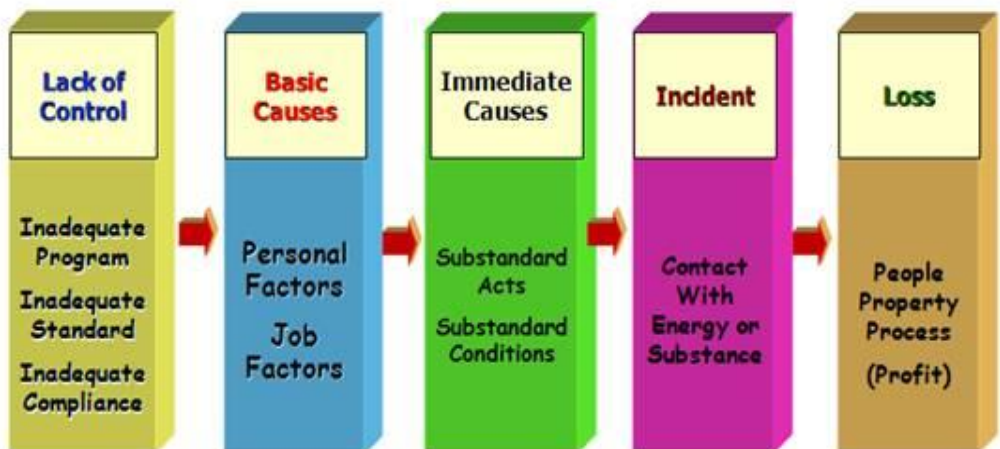 Lack of
Control
Inadequate
Program
Inadequate
Standard
Inadequate
Compliance
Basic
Causes
Personal
Factors
Job
Factors
Immediate
Causes
Substandard
Acts
Substandard
Conditions
Incident
Contact
With
Energy or
Substance
Loss
People
Property
Process
(Profit)